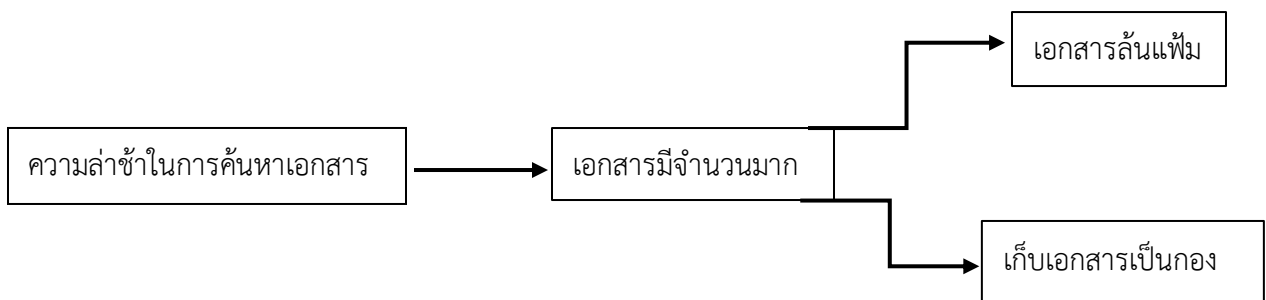 เอกสารล้นแฟ้ม
ความล่าช้าในการค้นหาเอกสาร
เอกสารมีจำนวนมาก
เก็บเอกสารเป็นกอง